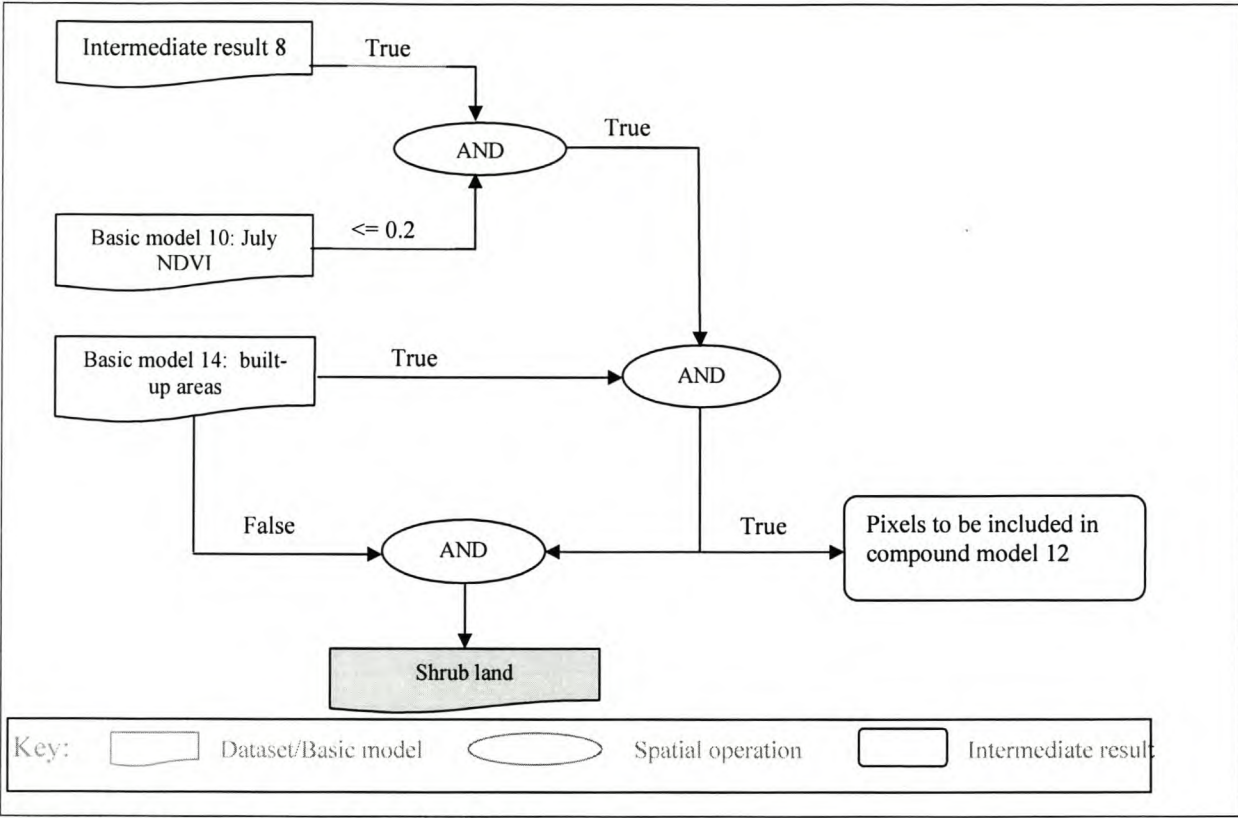 Intermediate result 8
True
AND
True
Basic model 10: July
NDVI
<= 0.2
Basic model 14: built-
up areas
True
AND
False
AND
True
Pixels to be included in
compound model 12
Shrub land
Key:
Dataset/Basic model
Spatial operation
Intermediate result